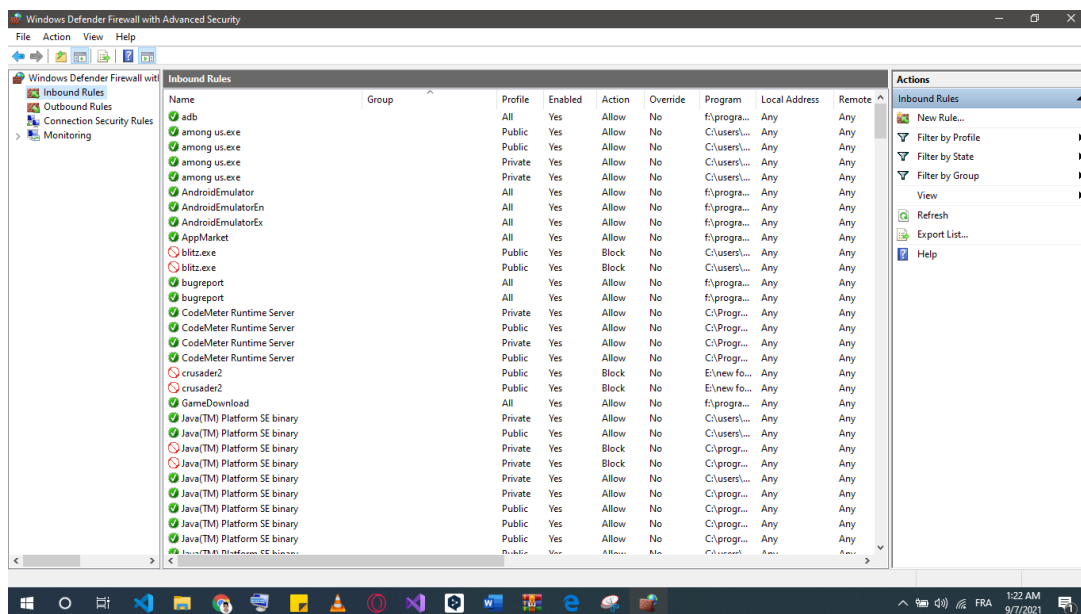 Windows Defender Firewall with Advanced Security
File Action View Help
Windows Defender Firewall with
Inbound Rules
Outbound Rules
Connection Security Rules
Monitoring
Inbound Rules
Name Group Profile Enabled Action Override Program Local Address Remote
adb All Yes Allow No f:\progra... Any Any
among us.exe Public Yes Allow No C:\users\... Any Any
among us.exe Public Yes Allow No C:\users\... Any Any
among us.exe Private Yes Allow No C:\users\... Any Any
among us.exe Private Yes Allow No C:\users\... Any Any
AndroidEmulator All Yes Allow No f:\progra... Any Any
AndroidEmulatorEn All Yes Allow No f:\progra... Any Any
AndroidEmulatorEx All Yes Allow No f:\progra... Any Any
AppMarket All Yes Allow No f:\progra... Any Any
blitz.exe Public Yes Block No C:\users\... Any Any
blitz.exe Public Yes Block No C:\users\... Any Any
bugreport All Yes Allow No f:\progra... Any Any
bugreport All Yes Allow No f:\progra... Any Any
CodeMeter Runtime Server Private Yes Allow No C:\Progr... Any Any
CodeMeter Runtime Server Public Yes Allow No C:\Progr... Any Any
CodeMeter Runtime Server Private Yes Allow No C:\Progr... Any Any
CodeMeter Runtime Server Public Yes Allow No C:\Progr... Any Any
crusader2 Public Yes Block No E:\new fo... Any Any
crusader2 Public Yes Block No E:\new fo... Any Any
GameDownload All Yes Allow No f:\progra... Any Any
Java(TM) Platform SE binary Private Yes Allow No C:\users\... Any Any
Java(TM) Platform SE binary Public Yes Allow No C:\users\... Any Any
Java(TM) Platform SE binary Private Yes Block No C:\progr... Any Any
Java(TM) Platform SE binary Private Yes Block No C:\progr... Any Any
Java(TM) Platform SE binary Private Yes Allow No C:\users\... Any Any
Java(TM) Platform SE binary Private Yes Allow No C:\progr... Any Any
Java(TM) Platform SE binary Public Yes Allow No C:\progr... Any Any
Java(TM) Platform SE binary Public Yes Allow No C:\progr... Any Any
Java(TM) Platform SE binary Public Yes Allow No C:\progr... Any Any
Java(TM) Platform SE binary Public Yes Allow No C:\users\ Any Any
Actions
Inbound Rules
New Rule...
Filter by Profile
Filter by State
Filter by Group
View
Refresh
Export List...
Help
FRA
1:22 AM
9/7/2021